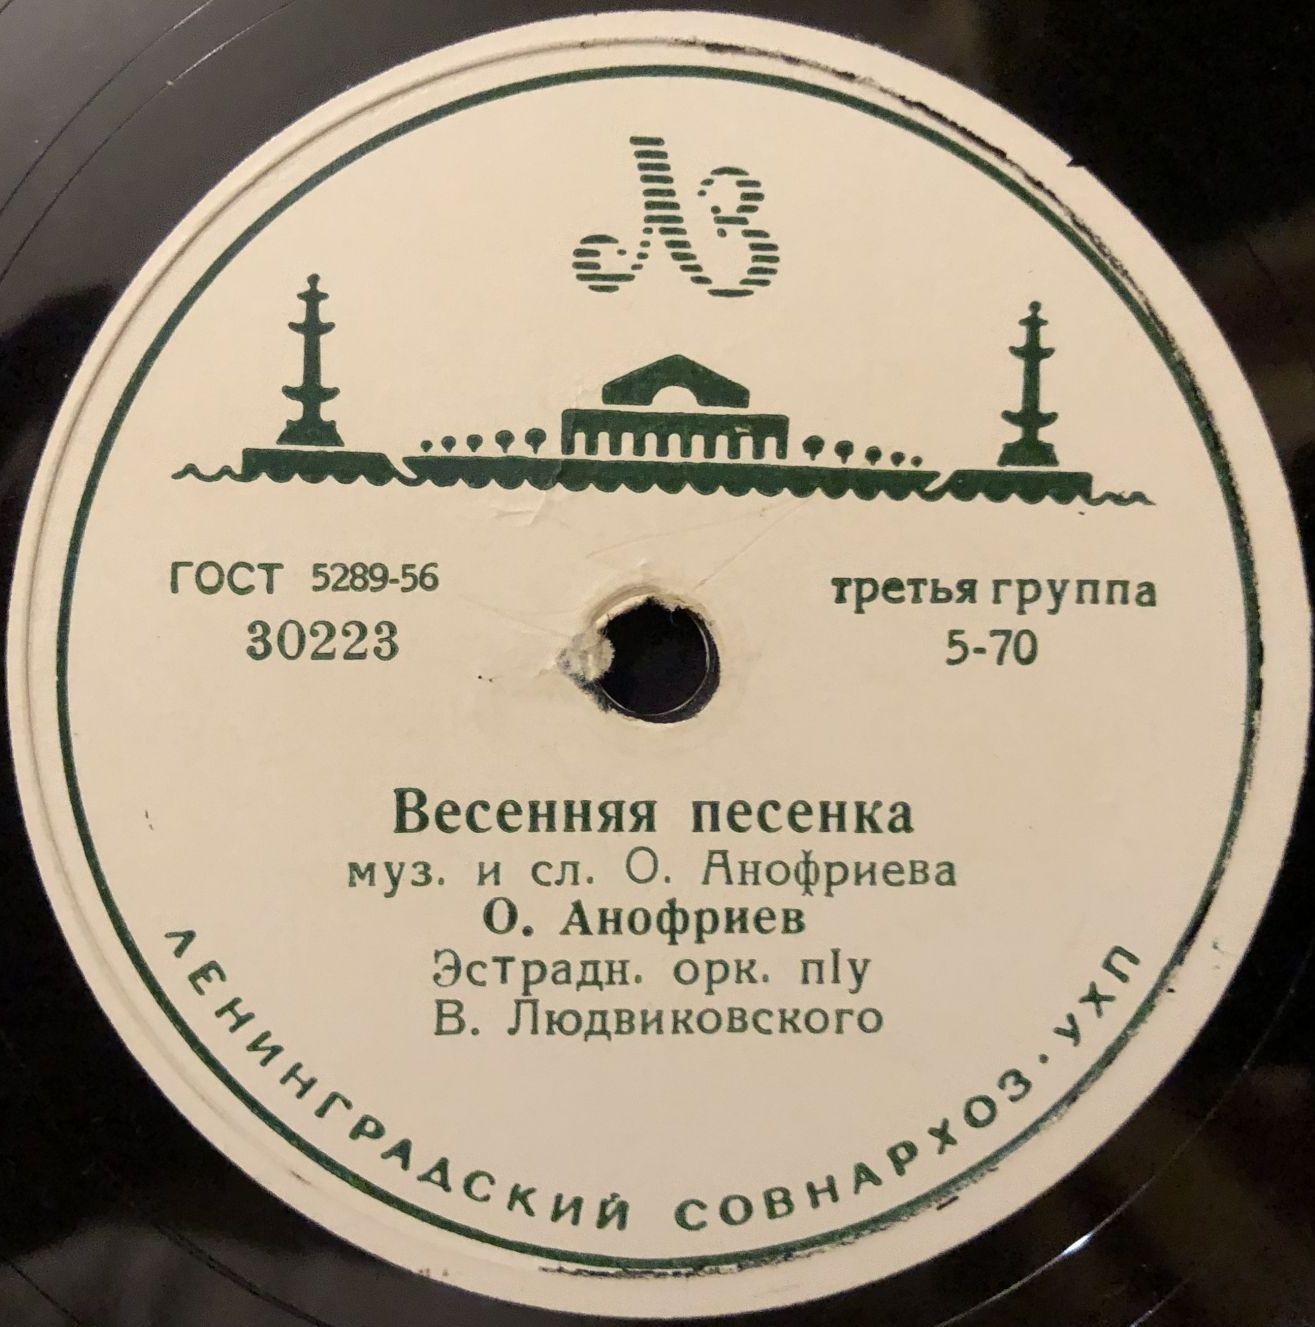 ЛЗ
ГОСТ 5289-56
30223
третья группа
5-70
Весенняя песенка
муз. и сл. О. Анофриева
О. Анофриев
Эстрадн. орк. п/у
В. Людвиковского
ЛЕНИНГРАДСКИЙ СОВНАРХОЗ · УХП